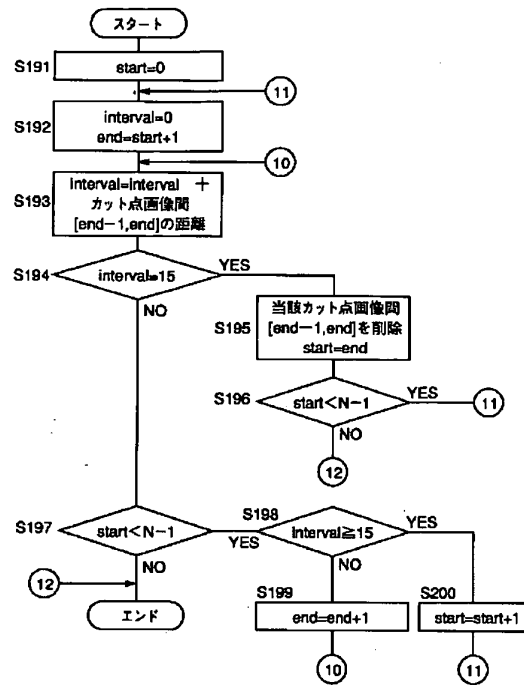 スタート
S191
start=0
11
S192
interval=0
end=start+1
10
S193
interval=interval +
カット点画像間
[end-1,end]の距離
S194
interval=15
YES
NO
S195
当該カット点画像間
[end-1,end]を削除
start=end
S196
start<N-1
YES
11
NO
12
S197
start<N-1
YES
NO
S198
interval≧15
YES
NO
12
エンド
S199
end=end+1
10
S200
start=start+1
11